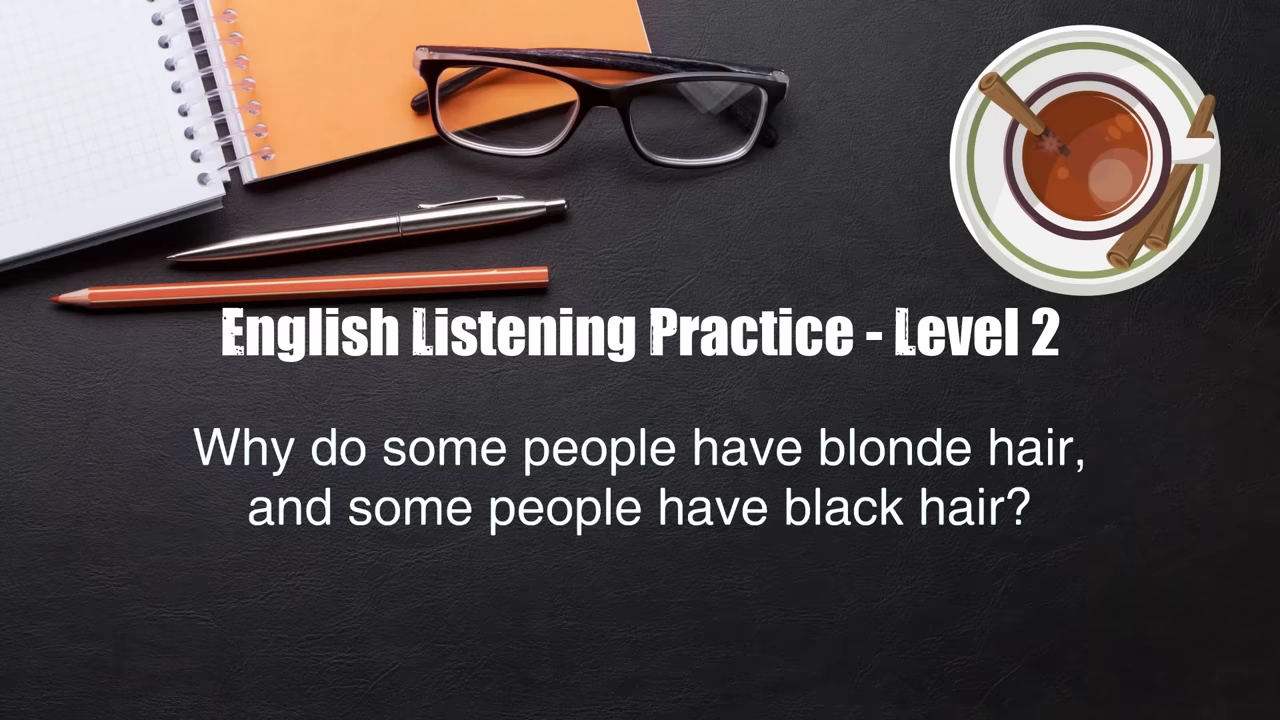 English Listening Practice - Level 2
Why do some people have blonde hair,
and some people have black hair?